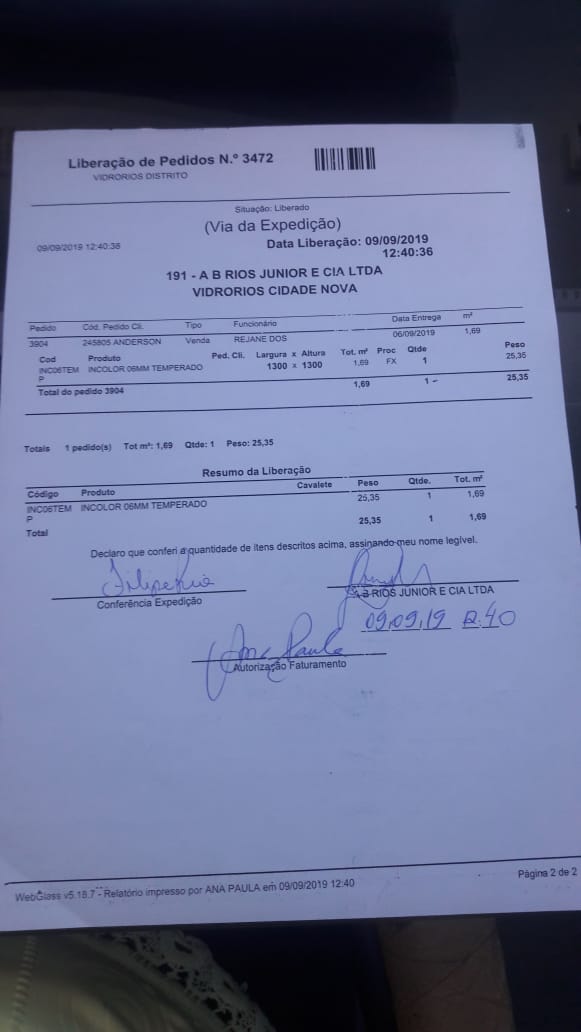 Liberação de Pedidos N.º 3472
VIDRORIOS DISTRITO
Situação: Liberado
(Via da Expedição)
09/09/2019 12:40:36 Data Liberação: 09/09/2019
12:40:36
191 - A B RIOS JUNIOR E CIA LTDA
VIDRORIOS CIDADE NOVA
Pedido Cód. Pedido Cli. Tipo Funcionário Data Entrega m²
3904 245805 ANDERSON Venda REJANE DOS 06/09/2019 1,69
Cod Produto Ped. Cli. Largura x Altura Tot. m² Proc Qtde Peso
INC06TEM INCOLOR 06MM TEMPERADO 1300 x 1300 1,69 FX 1 25,35
P
Total do pedido 3904 1,69 1 25,35
Totais 1 pedido(s) Tot m²: 1,69 Qtde: 1 Peso: 25,35
Resumo da Liberação
Código Produto Cavalete Peso Qtde. Tot. m²
INC06TEM INCOLOR 06MM TEMPERADO 25,35 1 1,69
P
Total 25,35 1 1,69
Declaro que conferi a quantidade de itens descritos acima, assinando meu nome legível.
Conferência Expedição
A B RIOS JUNIOR E CIA LTDA
09,09,19 12:40
Ana Paula
Autorização Faturamento
WebGlass v5.18.7 - Relatório impresso por ANA PAULA em 09/09/2019 12:40 Página 2 de 2